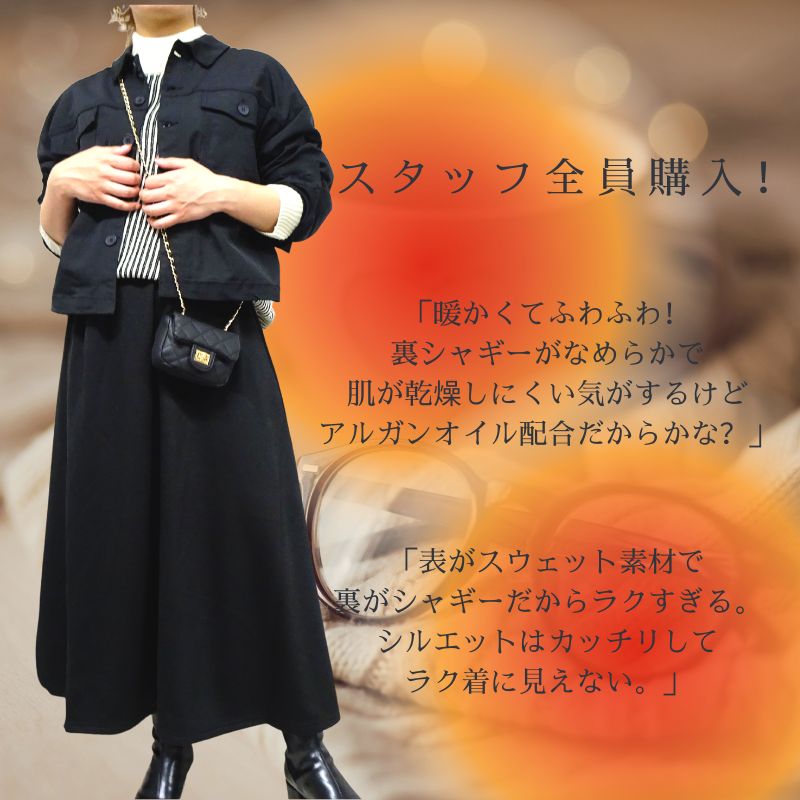 スタッフ全員購入!
「暖かくてふわふわ!
裏シャギーがなめらかで
肌が乾燥しにくい気がするけど
アルガンオイル配合だからかな?」
「表がスウェット素材で
裏がシャギーだからラクすぎる。
シルエットはカッチリして
ラク着に見えない。」